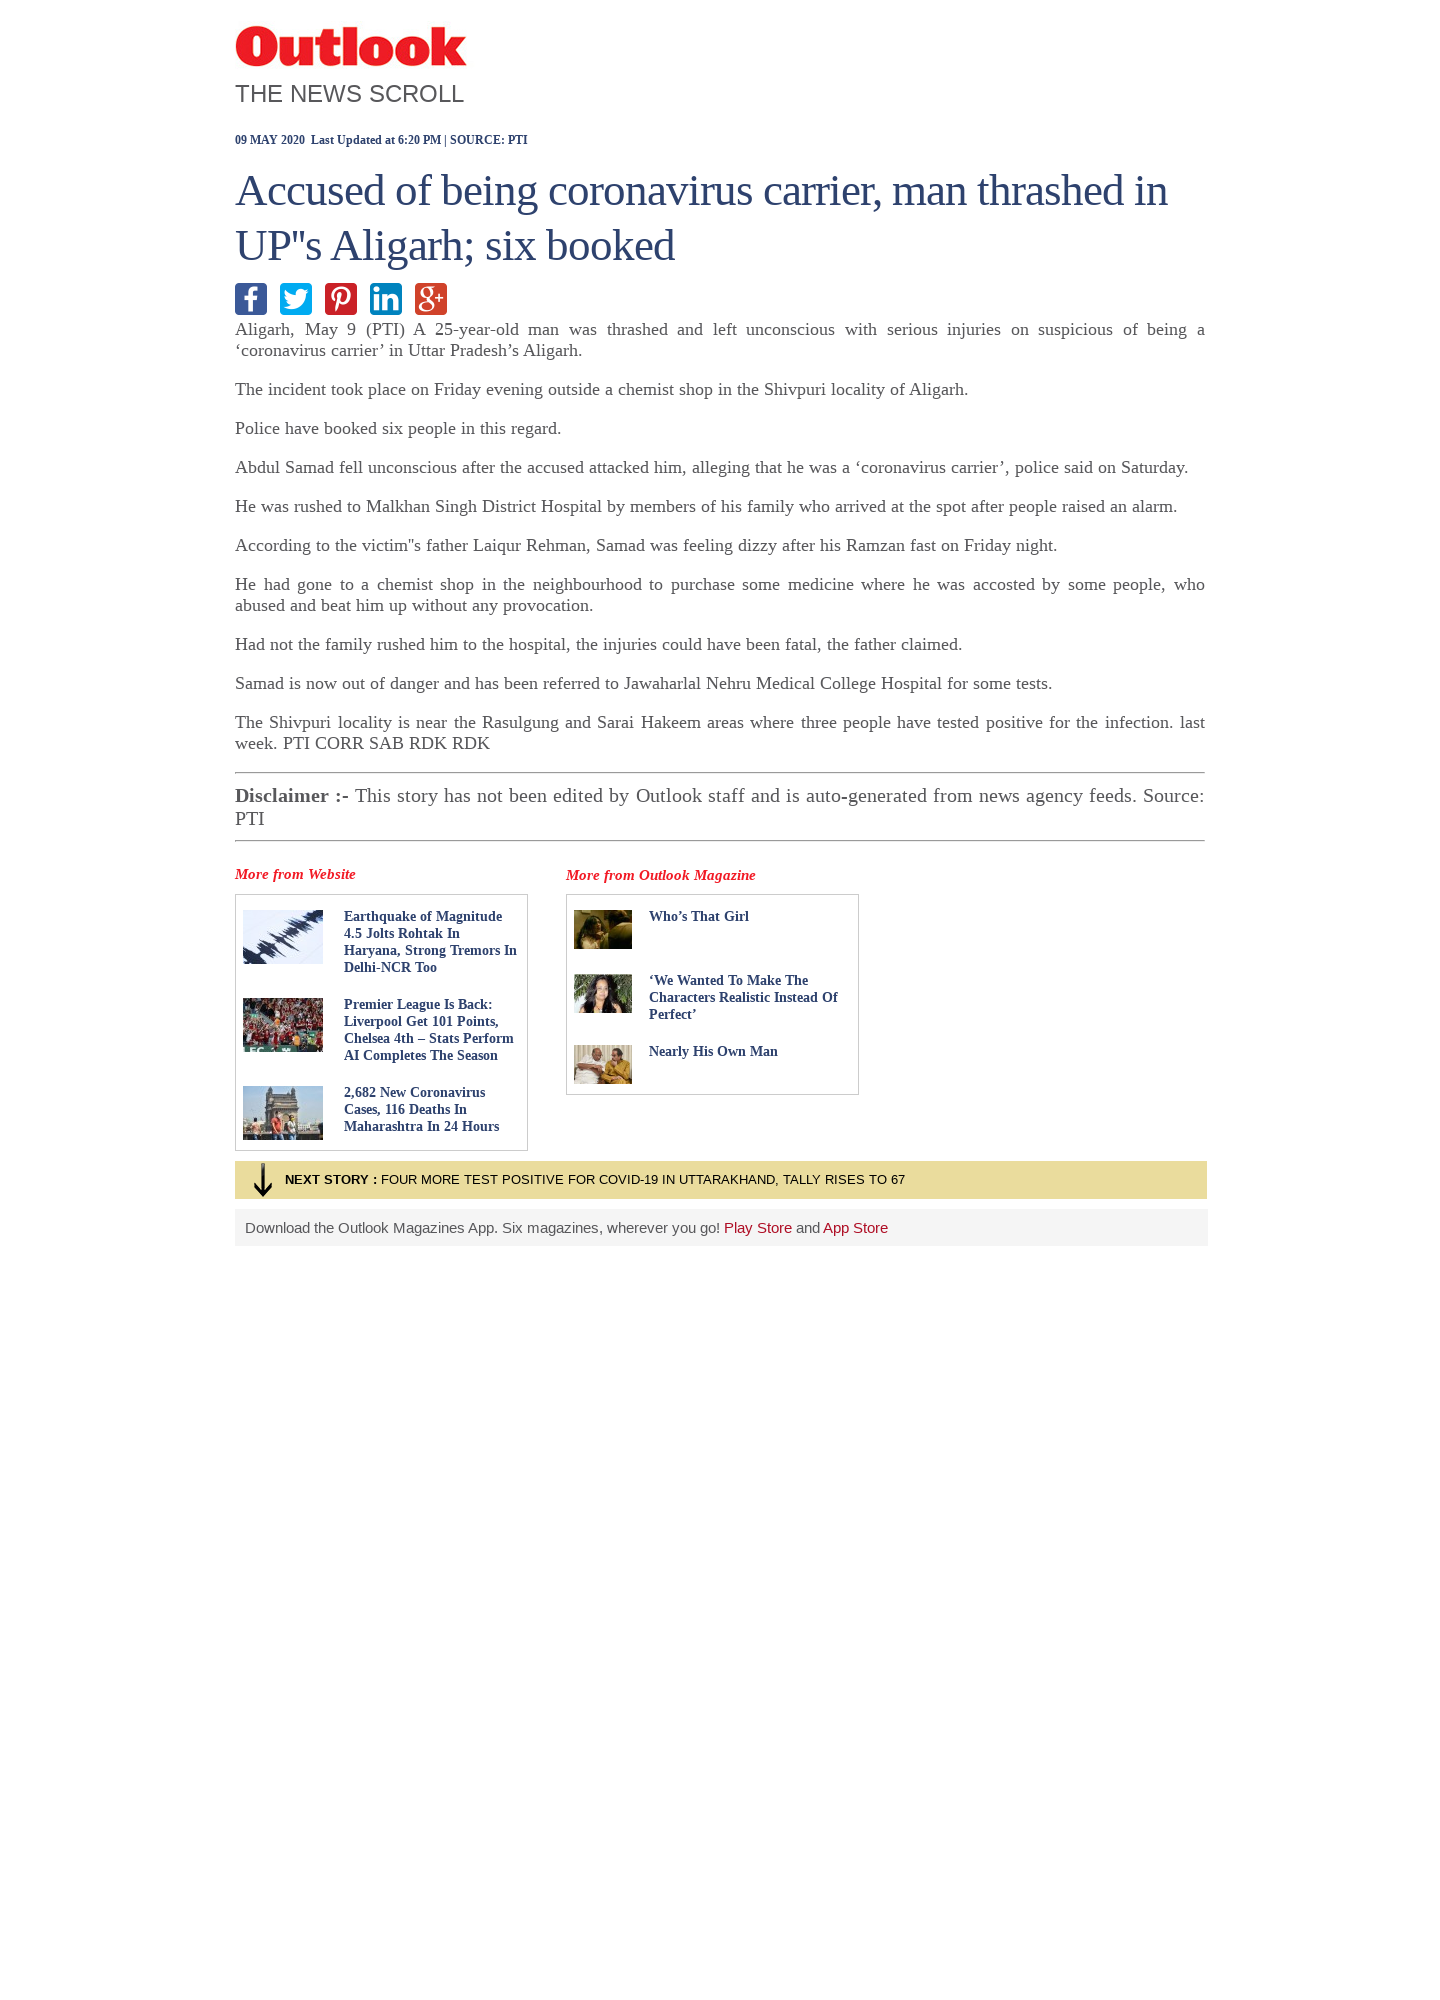 Outlook
THE NEWS SCROLL
09 MAY 2020  Last Updated at 6:20 PM | SOURCE: PTI
Accused of being coronavirus carrier, man thrashed in
UP"s Aligarh; six booked
Aligarh, May 9 (PTI) A 25-year-old man was thrashed and left unconscious with serious injuries on suspicious of being a
‘coronavirus carrier’ in Uttar Pradesh’s Aligarh.
The incident took place on Friday evening outside a chemist shop in the Shivpuri locality of Aligarh.
Police have booked six people in this regard.
Abdul Samad fell unconscious after the accused attacked him, alleging that he was a ‘coronavirus carrier’, police said on Saturday.
He was rushed to Malkhan Singh District Hospital by members of his family who arrived at the spot after people raised an alarm.
According to the victim"s father Laiqur Rehman, Samad was feeling dizzy after his Ramzan fast on Friday night.
He had gone to a chemist shop in the neighbourhood to purchase some medicine where he was accosted by some people, who
abused and beat him up without any provocation.
Had not the family rushed him to the hospital, the injuries could have been fatal, the father claimed.
Samad is now out of danger and has been referred to Jawaharlal Nehru Medical College Hospital for some tests.
The Shivpuri locality is near the Rasulgung and Sarai Hakeem areas where three people have tested positive for the infection. last
week. PTI CORR SAB RDK RDK
Disclaimer :- This story has not been edited by Outlook staff and is auto-generated from news agency feeds. Source:
PTI
More from Website
Earthquake of Magnitude
4.5 Jolts Rohtak In
Haryana, Strong Tremors In
Delhi-NCR Too
Premier League Is Back:
Liverpool Get 101 Points,
Chelsea 4th – Stats Perform
AI Completes The Season
2,682 New Coronavirus
Cases, 116 Deaths In
Maharashtra In 24 Hours
More from Outlook Magazine
Who’s That Girl
‘We Wanted To Make The
Characters Realistic Instead Of
Perfect’
Nearly His Own Man
NEXT STORY : FOUR MORE TEST POSITIVE FOR COVID-19 IN UTTARAKHAND, TALLY RISES TO 67
Download the Outlook Magazines App. Six magazines, wherever you go! Play Store and App Store